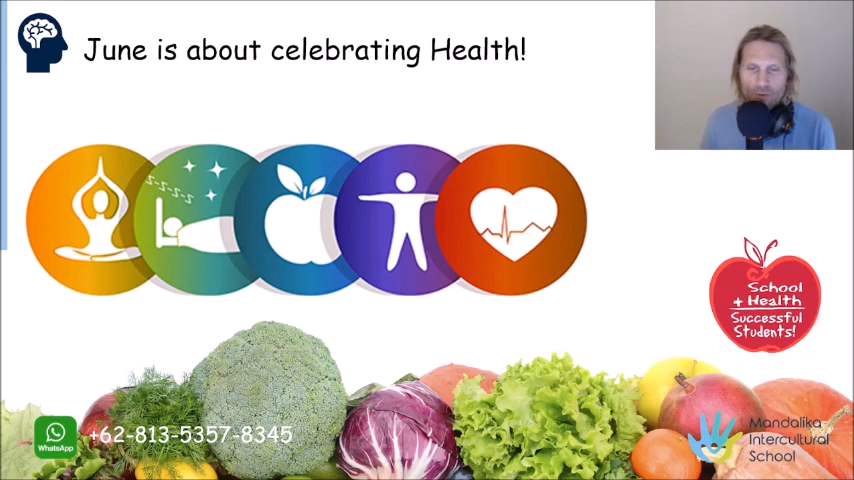 June is about celebrating Health!
z-z-z-z-z
School
+ Health
Successful
Students!
WhatsApp
+62-813-5357-8345
Mandalika
Intercultural
School